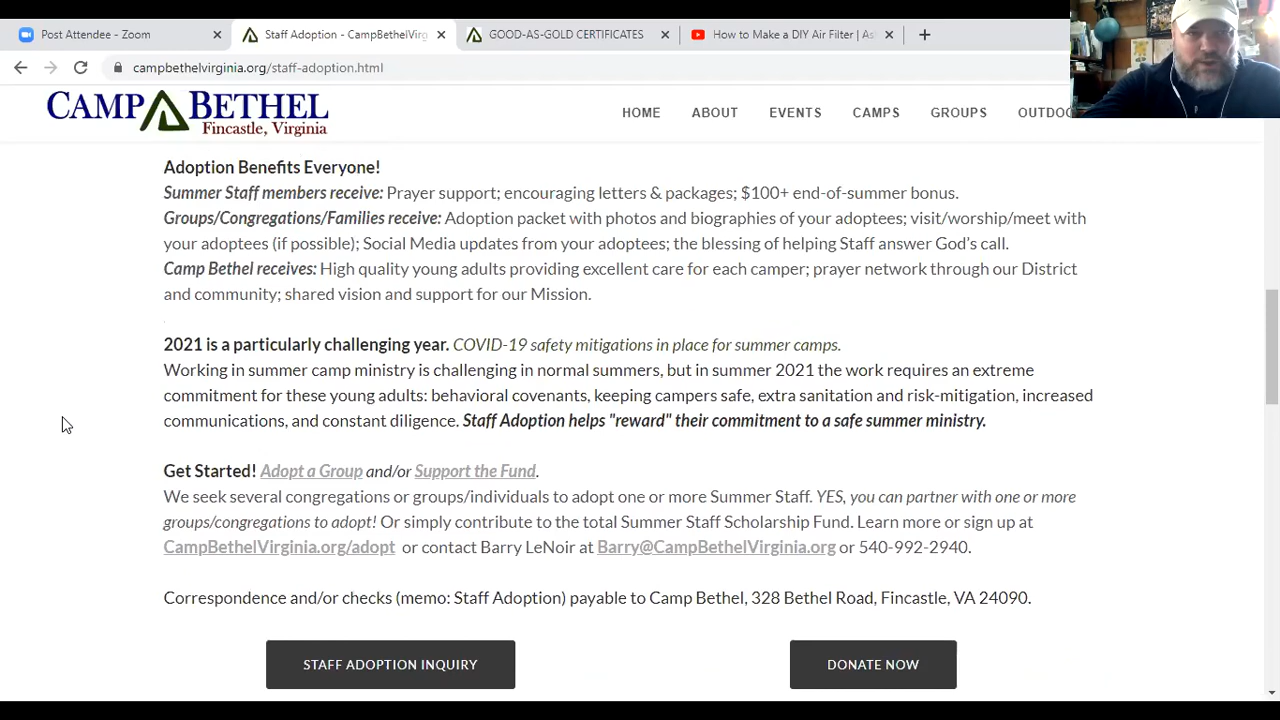 Post Attendee - Zoom
Staff Adoption - CampBethelVirg
GOOD-AS-GOLD CERTIFICATES
How to Make a DIY Air Filter | As
campbethelvirginia.org/staff-adoption.html
CAMP BETHEL
Fincastle, Virginia
HOME ABOUT EVENTS CAMPS GROUPS
Adoption Benefits Everyone!
Summer Staff members receive: Prayer support; encouraging letters & packages; $100+ end-of-summer bonus.
Groups/Congregations/Families receive: Adoption packet with photos and biographies of your adoptees; visit/worship/meet with
your adoptees (if possible); Social Media updates from your adoptees; the blessing of helping Staff answer God's call.
Camp Bethel receives: High quality young adults providing excellent care for each camper; prayer network through our District
and community; shared vision and support for our Mission.
2021 is a particularly challenging year. COVID-19 safety mitigations in place for summer camps.
Working in summer camp ministry is challenging in normal summers, but in summer 2021 the work requires an extreme
commitment for these young adults: behavioral covenants, keeping campers safe, extra sanitation and risk-mitigation, increased
communications, and constant diligence. Staff Adoption helps "reward" their commitment to a safe summer ministry.
Get Started! Adopt a Group and/or Support the Fund.
We seek several congregations or groups/individuals to adopt one or more Summer Staff. YES, you can partner with one or more
groups/congregations to adopt! Or simply contribute to the total Summer Staff Scholarship Fund. Learn more or sign up at
CampBethelVirginia.org/adopt or contact Barry LeNoir at Barry@CampBethelVirginia.org or 540-992-2940.
Correspondence and/or checks (memo: Staff Adoption) payable to Camp Bethel, 328 Bethel Road, Fincastle, VA 24090.
STAFF ADOPTION INQUIRY
DONATE NOW